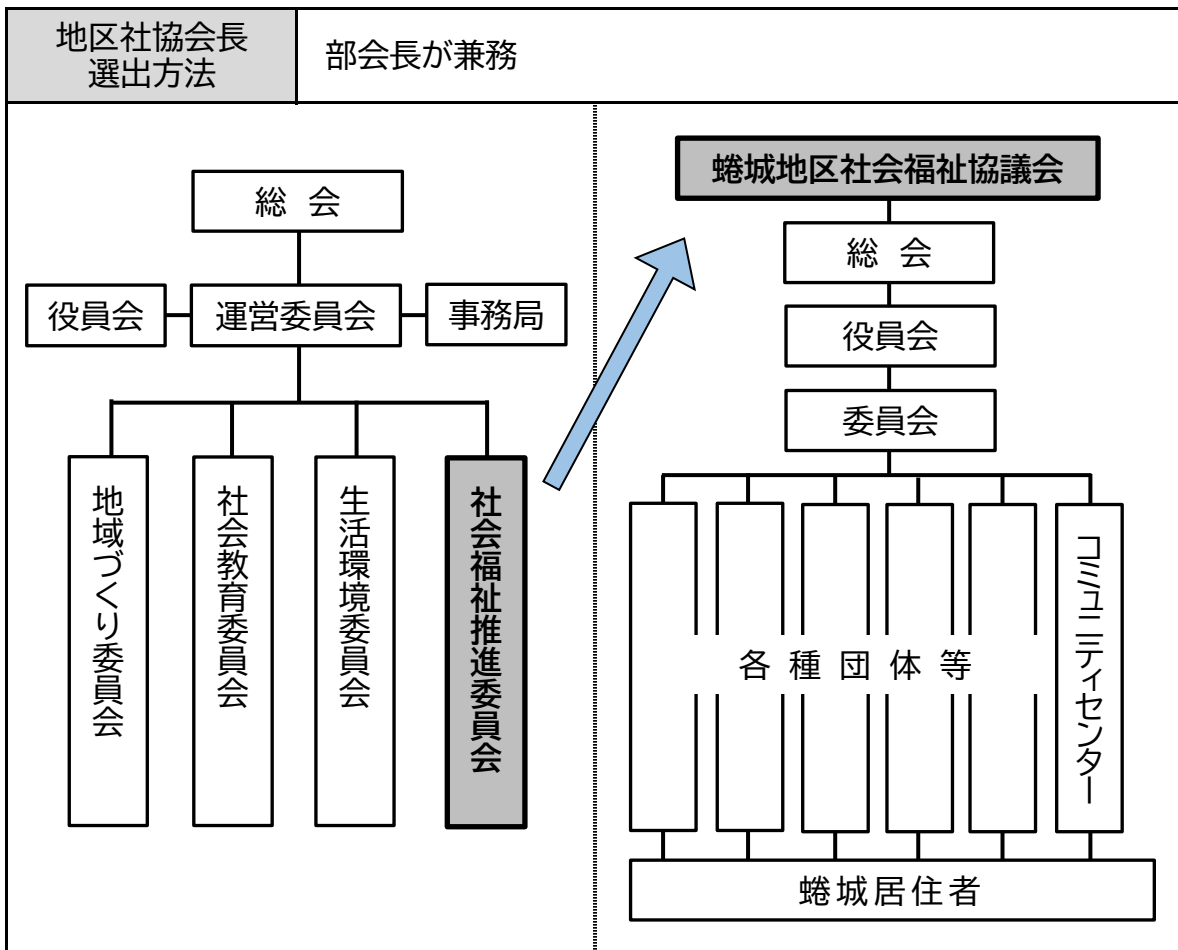 地区社協会長
選出方法
部会長が兼務
総会
役員会
運営委員会
事務局
地域づくり委員会
社会教育委員会
生活環境委員会
社会福祉推進委員会
蜷城地区社会福祉協議会
総会
役員会
委員会
各種団体等
コミュニティセンター
蜷城居住者